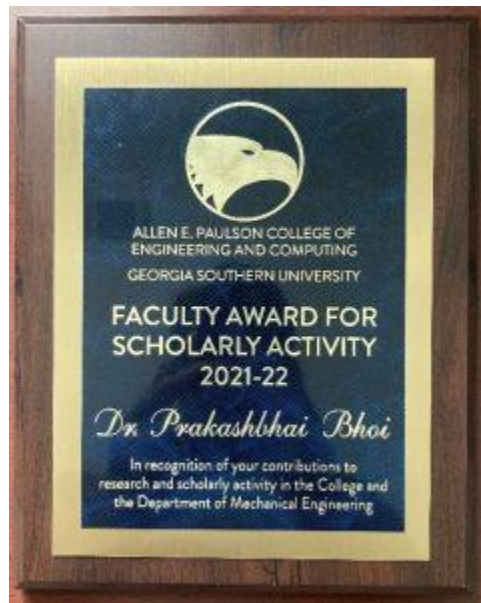 ALLEN E. PAULSON COLLEGE OF
ENGINEERING AND COMPUTING
GEORGIA SOUTHERN UNIVERSITY
FACULTY AWARD FOR
SCHOLARLY ACTIVITY
2021-22
Dr. Prakashbhai Bhoi
In recognition of your contributions to
research and scholarly activity in the College and
the Department of Mechanical Engineering